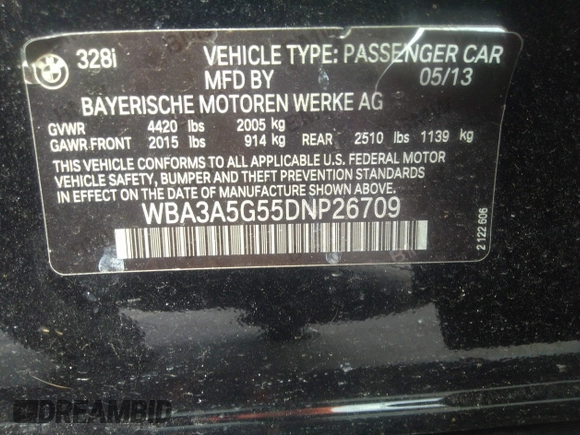 328i VEHICLE TYPE: PASSENGER CAR
MFD BY 05/13
BAYERISCHE MOTOREN WERKE AG
GVWR 4420 lbs 2005 kg
GAWR FRONT 2015 lbs 914 kg REAR 2510 lbs 1139 kg
THIS VEHICLE CONFORMS TO ALL APPLICABLE U.S. FEDERAL MOTOR
VEHICLE SAFETY, BUMPER AND THEFT PREVENTION STANDARDS
IN EFFECT ON THE DATE OF MANUFACTURE SHOWN ABOVE.
WBA3A5G55DNP26709
2 122 606
DREAMBID